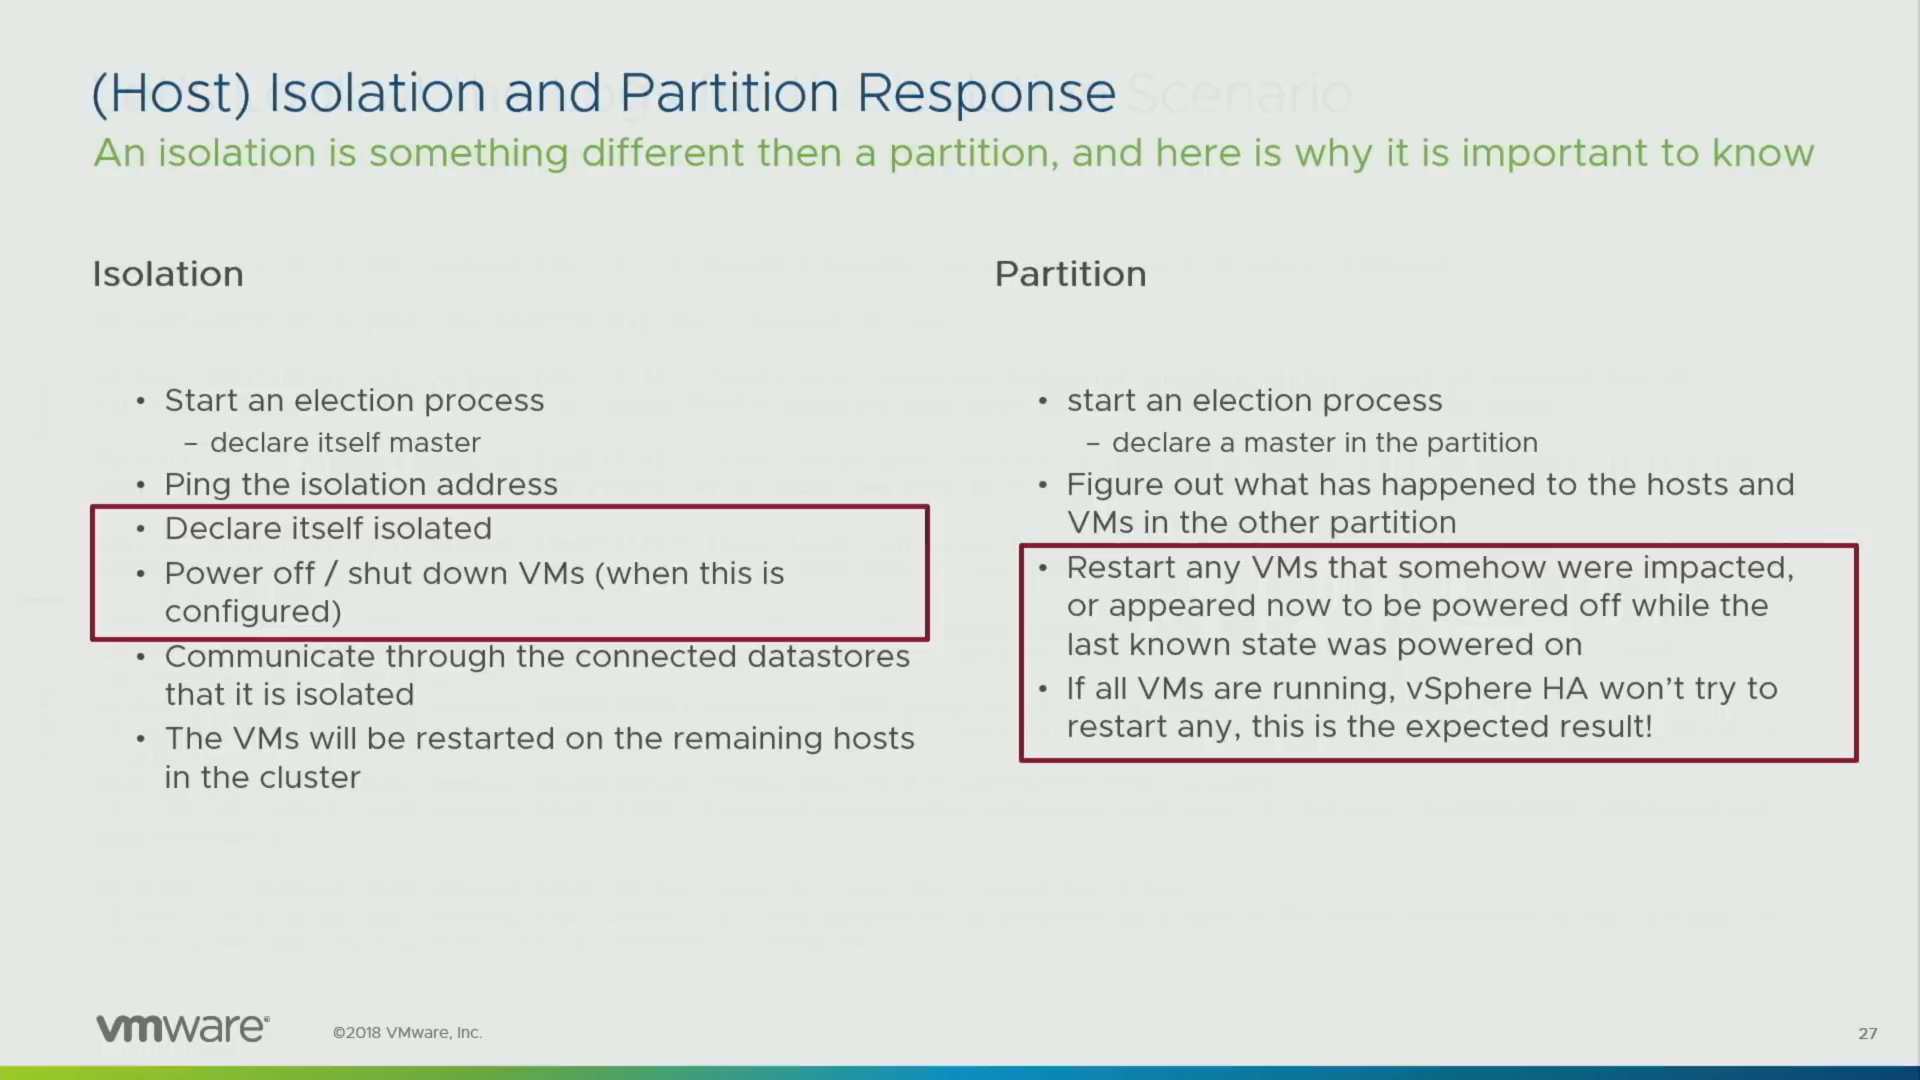 (Host) Isolation and Partition Response
Scenario
An isolation is something different then a partition, and here is why it is important to know
Isolation
• Start an election process
– declare itself master
• Ping the isolation address
• Declare itself isolated
• Power off / shut down VMs (when this is
configured)
• Communicate through the connected datastores
that it is isolated
• The VMs will be restarted on the remaining hosts
in the cluster
Partition
• start an election process
– declare a master in the partition
• Figure out what has happened to the hosts and
VMs in the other partition
• Restart any VMs that somehow were impacted,
or appeared now to be powered off while the
last known state was powered on
• If all VMs are running, vSphere HA won't try to
restart any, this is the expected result!
vmware®
©2018 VMware, Inc.
27